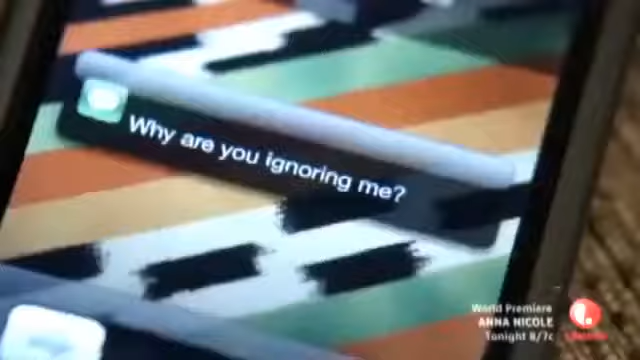 Why are you ignoring me?
World Premiere
ANNA NICOLE
Tonight 8/7c